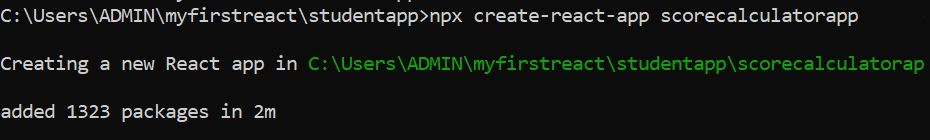 C:\Users\ADMIN\myfirstreact\studentapp>npx create-react-app scorecalculatorapp
Creating a new React app in C:\Users\ADMIN\myfirstreact\studentapp\scorecalculatorap
added 1323 packages in 2m